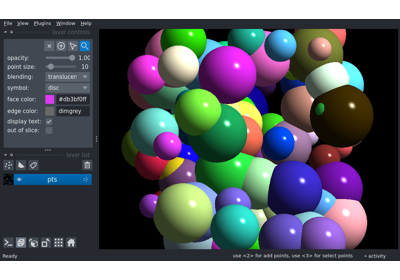 File View Plugins Window Help
layer controls
opacity: 1.00
point size: 10
blending: translucen
symbol: disc
face color: #db3bf0ff
edge color: dimgrey
display text:
out of slice:
layer list
pts
Ready use <2> for add points, use <3> for select points activity